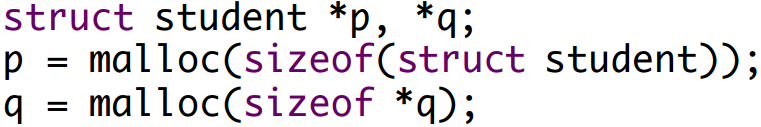 struct student *p, *q;
p = malloc(sizeof(struct student));
q = malloc(sizeof *q);